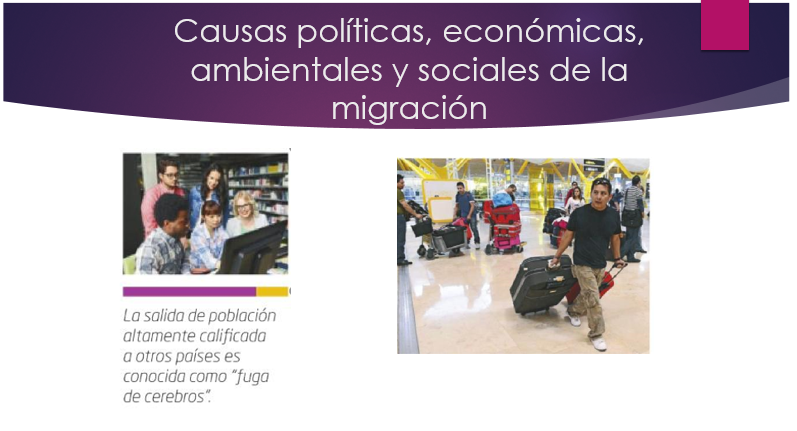 Causas políticas, económicas,
ambientales y sociales de la
migración
La salida de población
altamente calificada
a otros países es
conocida como "fuga
de cerebros".